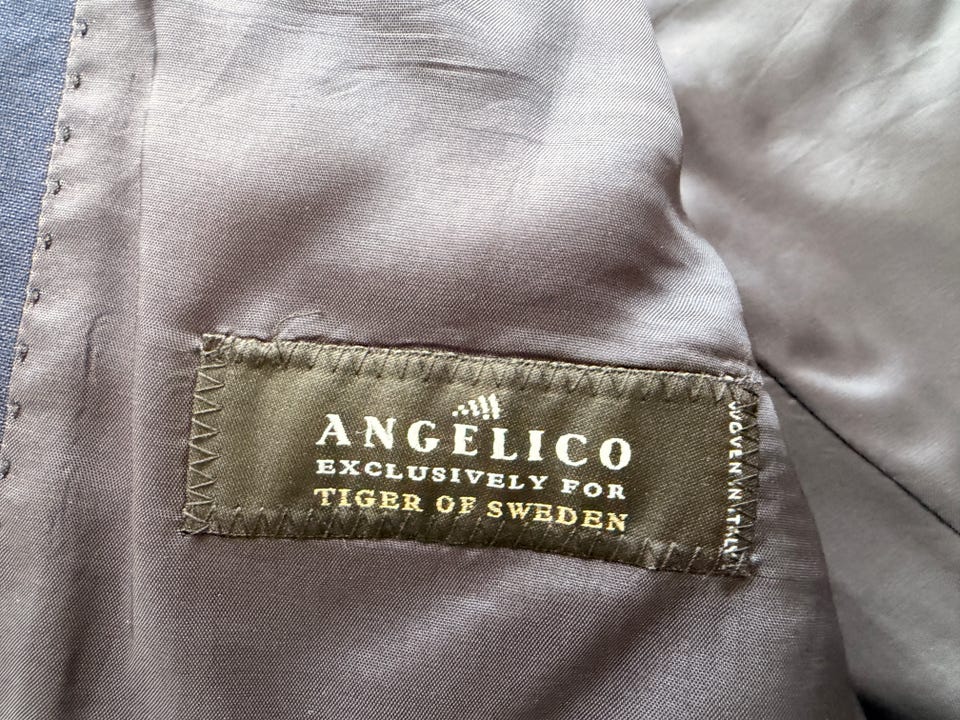 ANGELICO
EXCLUSIVELY FOR
TIGER OF SWEDEN
WOVEN IN ITALY